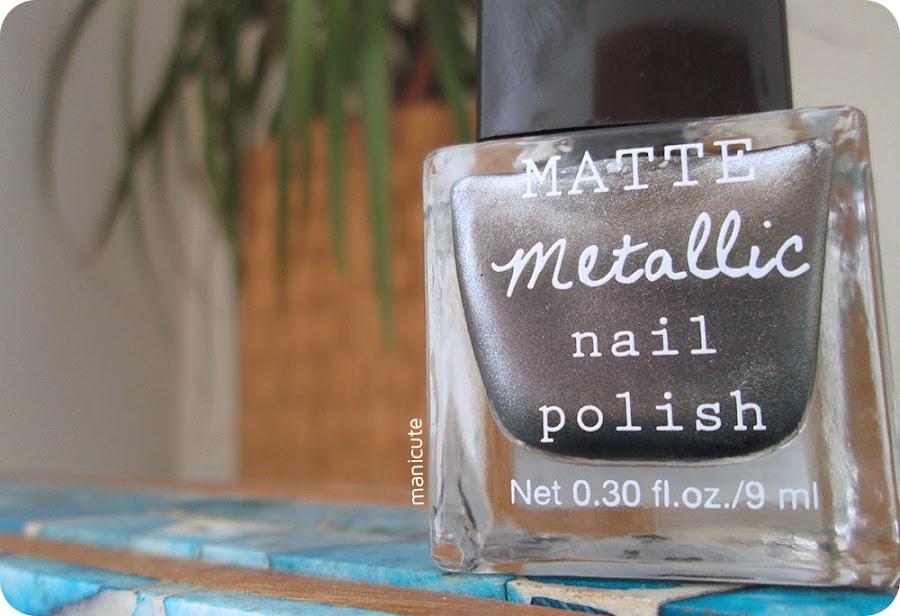 MATTE
metallic
nail
polish
Net 0.30 fl.oz./9 ml
manicute